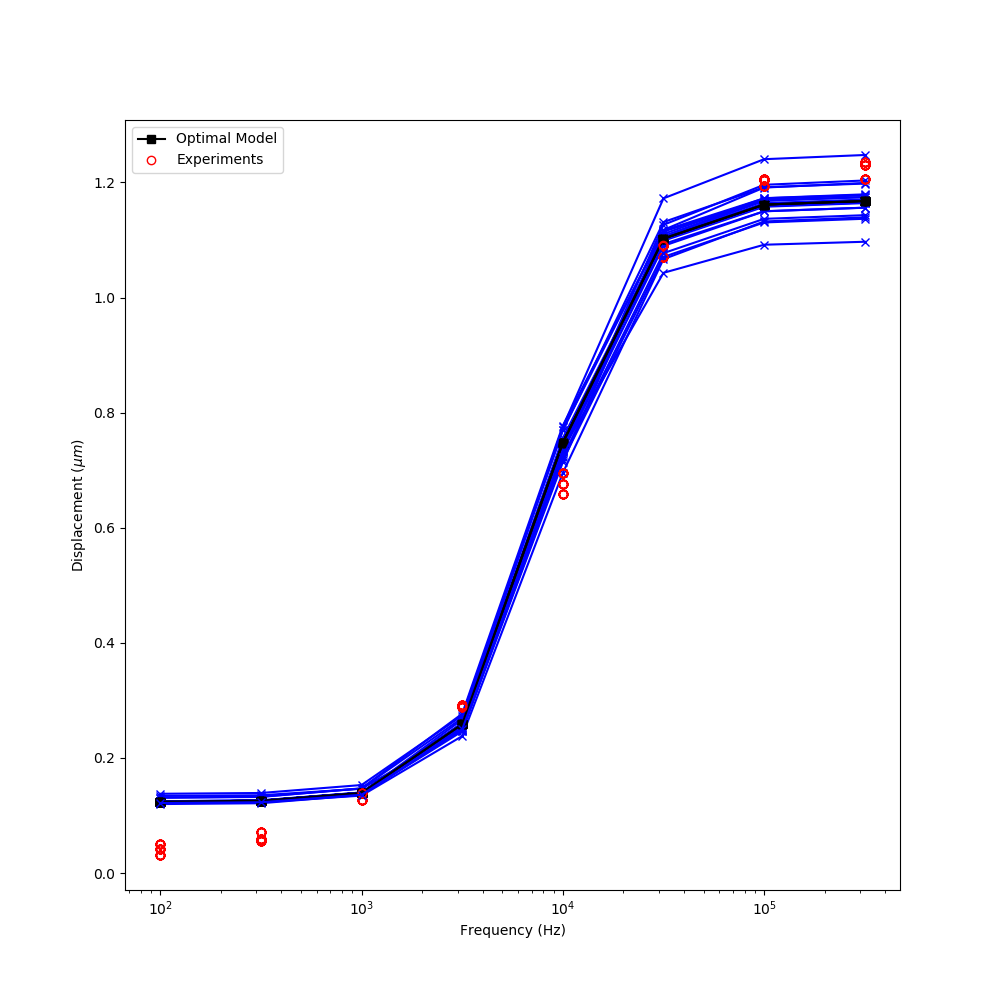 Optimal Model
Experiments
1.2
1.0
0.8
0.6
0.4
0.2
0.0
Displacement (μm)
10²
10³
10⁴
10⁵
Frequency (Hz)